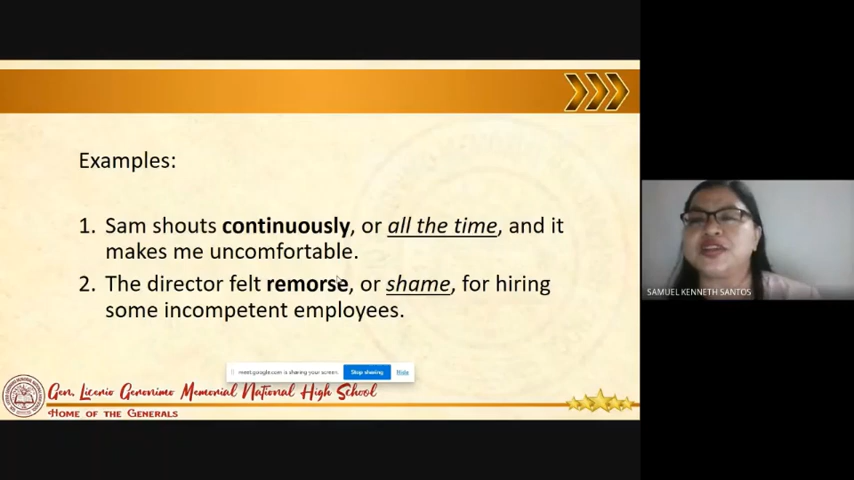 Examples:
1. Sam shouts continuously, or all the time, and it
makes me uncomfortable.
2. The director felt remorse, or shame, for hiring
some incompetent employees.
meet.google.com is sharing your screen.
Stop sharing
Hide
Gen. Licerio Geronimo Memorial National High School
Home of the Generals
SAMUEL KENNETH SANTOS